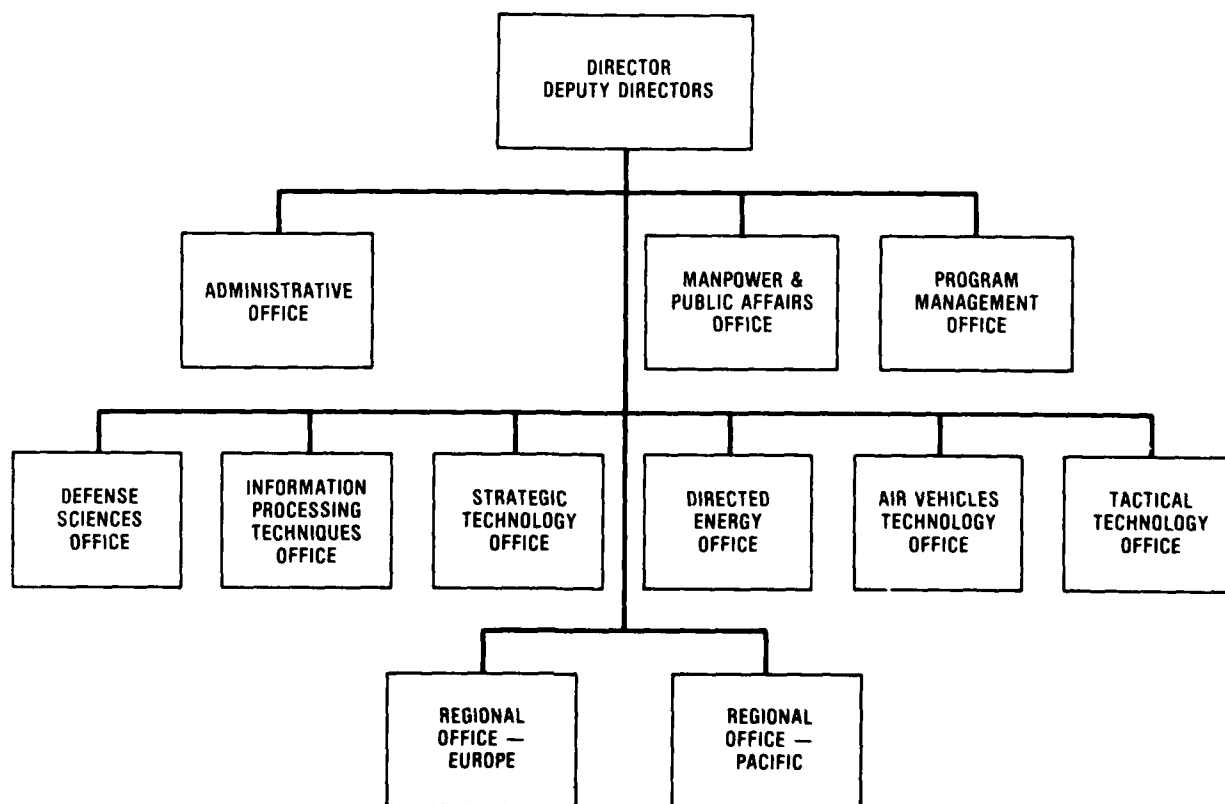 DIRECTOR
DEPUTY DIRECTORS
ADMINISTRATIVE
OFFICE
MANPOWER &
PUBLIC AFFAIRS
OFFICE
PROGRAM
MANAGEMENT
OFFICE
DEFENSE
SCIENCES
OFFICE
INFORMATION
PROCESSING
TECHNIQUES
OFFICE
STRATEGIC
TECHNOLOGY
OFFICE
DIRECTED
ENERGY
OFFICE
AIR VEHICLES
TECHNOLOGY
OFFICE
TACTICAL
TECHNOLOGY
OFFICE
REGIONAL
OFFICE —
EUROPE
REGIONAL
OFFICE —
PACIFIC